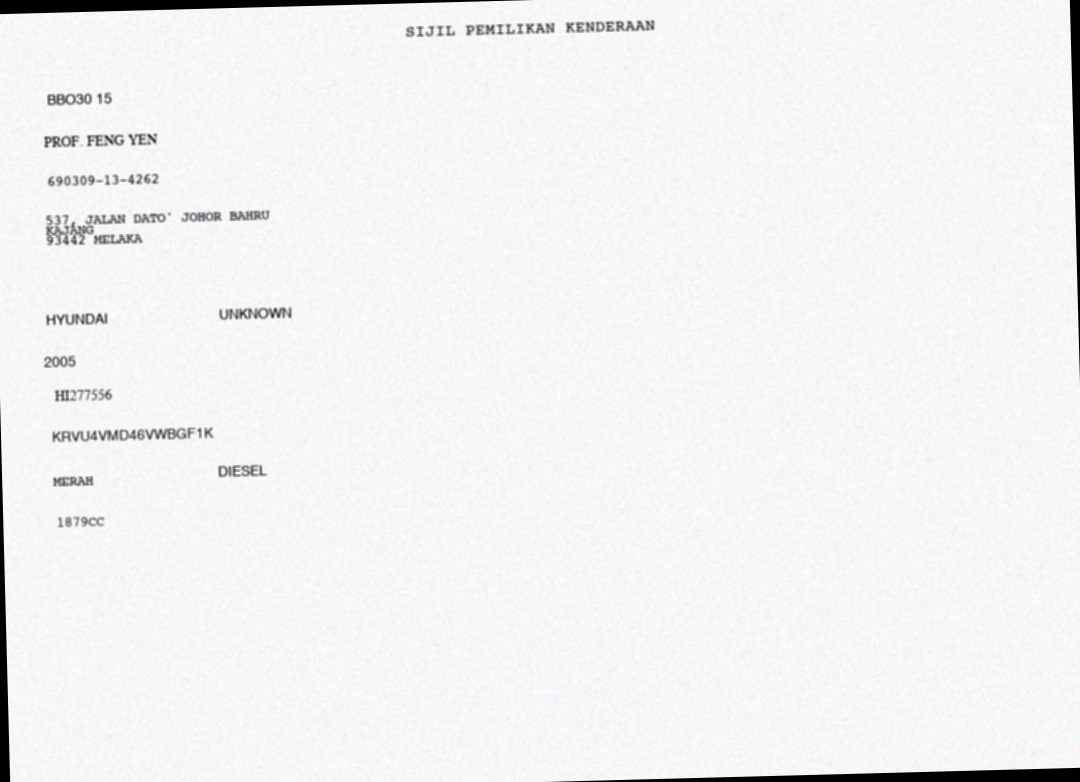 SIJIL PEMILIKAN KENDERAAN
BBO30 15
PROF. FENG YEN
690309-13-4262
537, JALAN DATO' JOHOR BAHRU
KAJANG
93442 MELAKA
HYUNDAI UNKNOWN
2005
HI277556
KRVU4VMD46VWBGF1K
MERAH DIESEL
1879CC